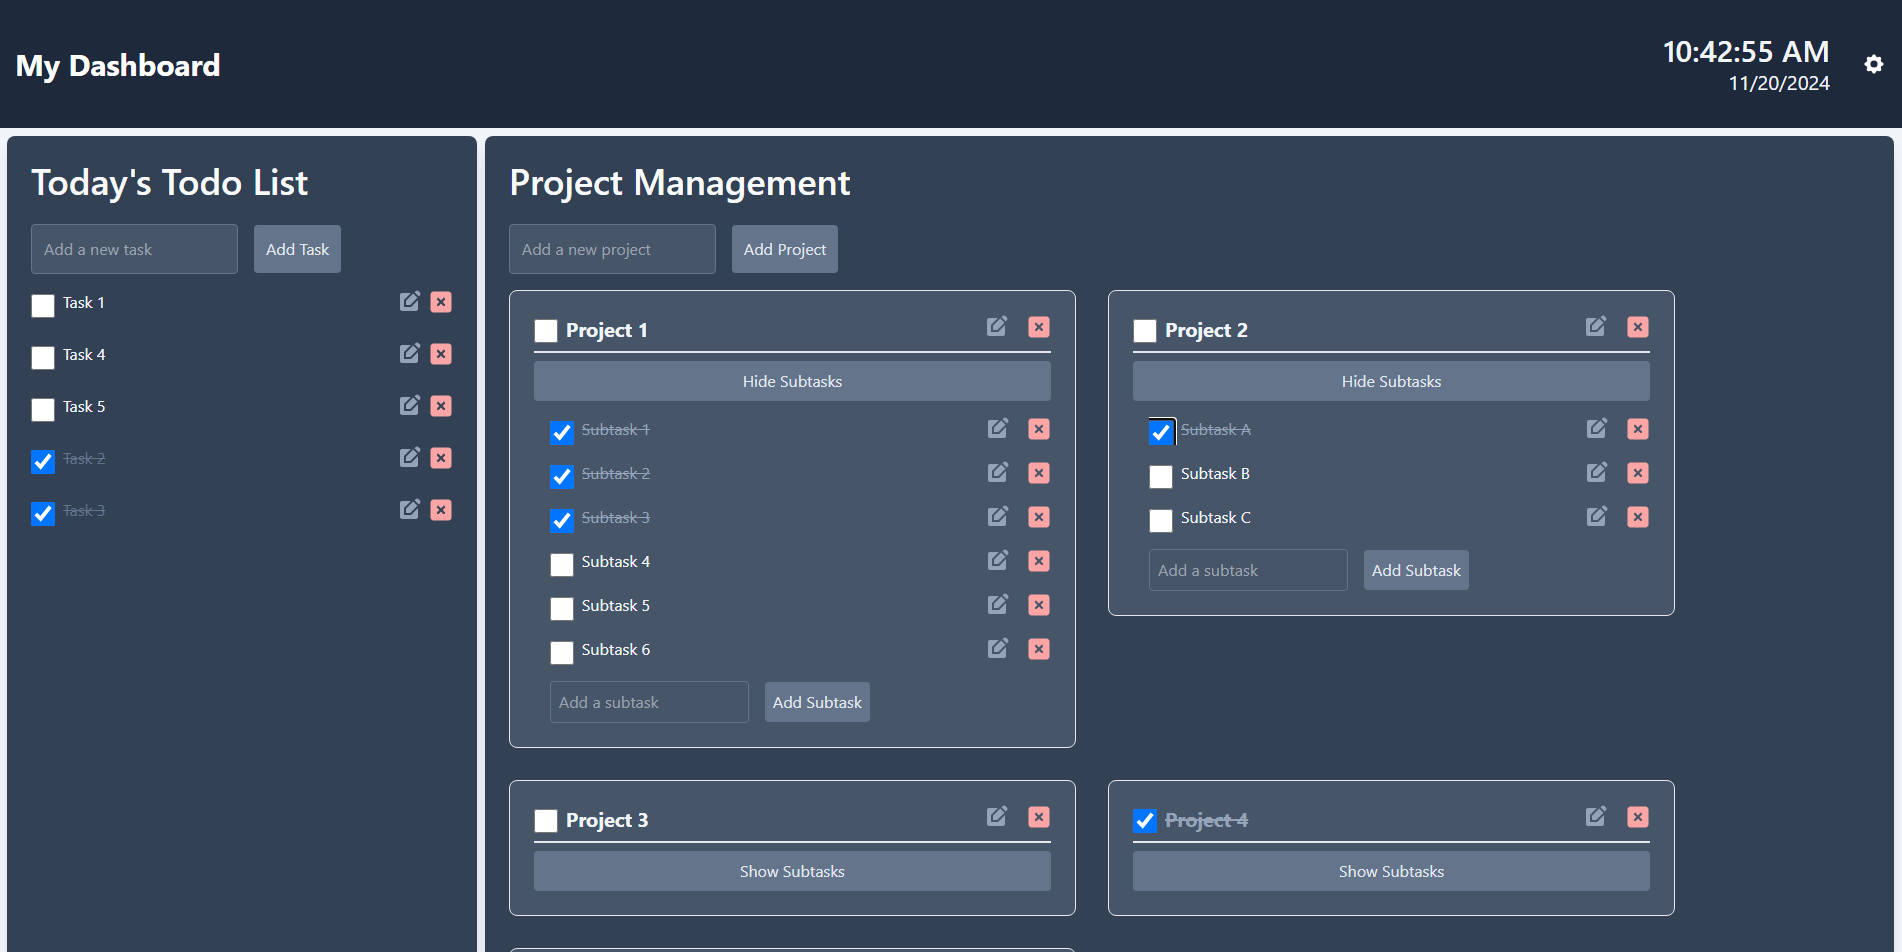 My Dashboard
10:42:55 AM
11/20/2024
Today's Todo List
Add a new task
Add Task
Task 1
Task 4
Task 5
Task 2
Task 3
Project Management
Add a new project
Add Project
Project 1
Hide Subtasks
Subtask 1
Subtask 2
Subtask 3
Subtask 4
Subtask 5
Subtask 6
Add a subtask
Add Subtask
Project 2
Hide Subtasks
Subtask A
Subtask B
Subtask C
Add a subtask
Add Subtask
Project 3
Show Subtasks
Project 4
Show Subtasks